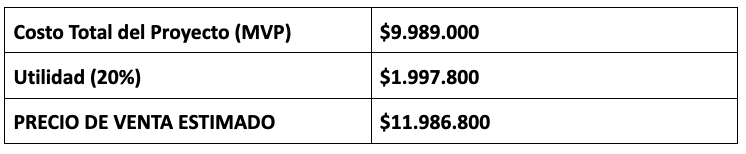 Costo Total del Proyecto (MVP) $9.989.000
Utilidad (20%) $1.997.800
PRECIO DE VENTA ESTIMADO $11.986.800